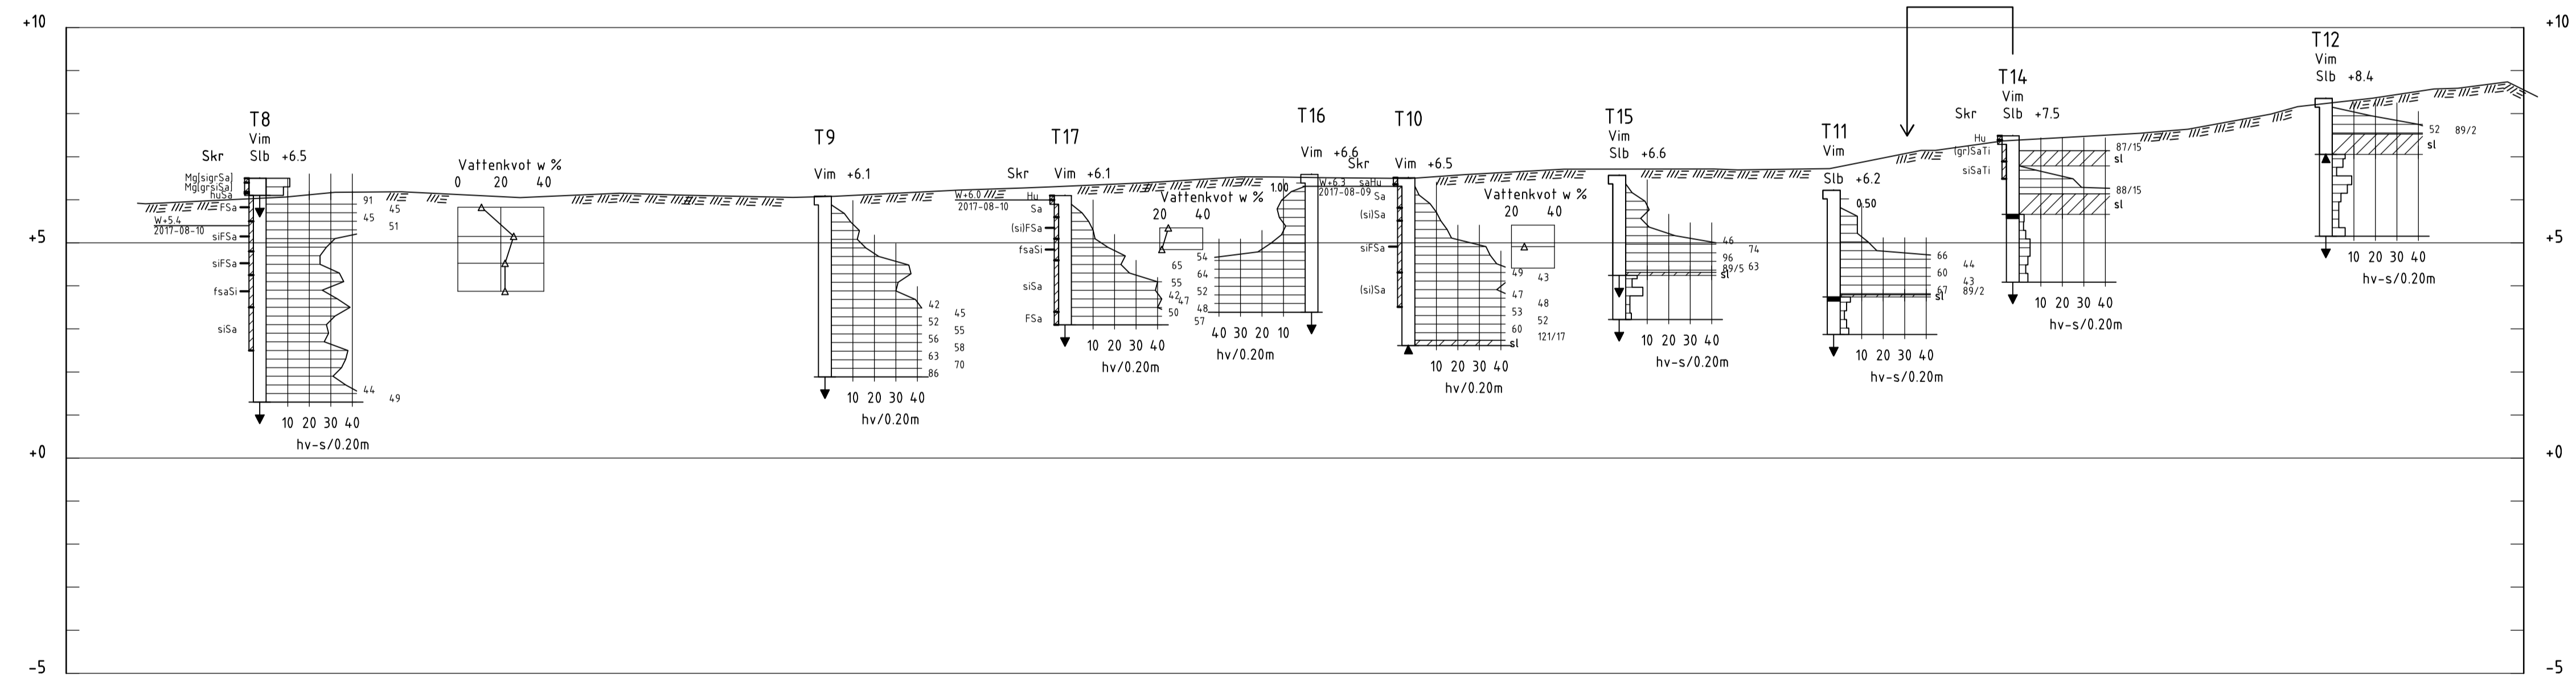 +10
+5
+0
-5
T8
Vim
Skr
Slb +6.5
Mg[sigrSa]
Mg[grsiSa]
huSa
FSa
W+5.4
2017-08-10
siFSa
siFSa
fsaSi
siSa
91
45
45
51
44
49
10 20 30 40
hv-s/0.20m
Vattenkvot w %
0 20 40
T9
Vim +6.1
42
45
52
55
56
58
63
70
86
10 20 30 40
hv/0.20m
T17
Skr
Vim +6.1
W+6.0
2017-08-10
Hu
Sa
(si)FSa
fsaSi
siSa
FSa
55
42
47
50
10 20 30 40
hv/0.20m
Vattenkvot w %
20 40
T16
Vim +6.6
1.00
54
65
64
52
48
57
40 30 20 10
hv/0.20m
T10
Skr
Vim +6.5
W+6.3
2017-08-09
saHu
Sa
(si)Sa
siFSa
(si)Sa
49
43
47
48
53
52
60
121/17
sl
10 20 30 40
hv/0.20m
Vattenkvot w %
20 40
T15
Vim
Slb +6.6
46
74
96
63
89/5
sl
10 20 30 40
hv-s/0.20m
T11
Vim
Slb +6.2
0.50
66
44
60
43
67
89/2
sl
10 20 30 40
hv-s/0.20m
T14
Vim
Skr
Slb +7.5
Hu
(gr)SaTi
siSaTi
87/15
sl
88/15
sl
10 20 30 40
hv-s/0.20m
T12
Vim
Slb +8.4
52
89/2
sl
10 20 30 40
hv-s/0.20m
+10
+5
+0
-5